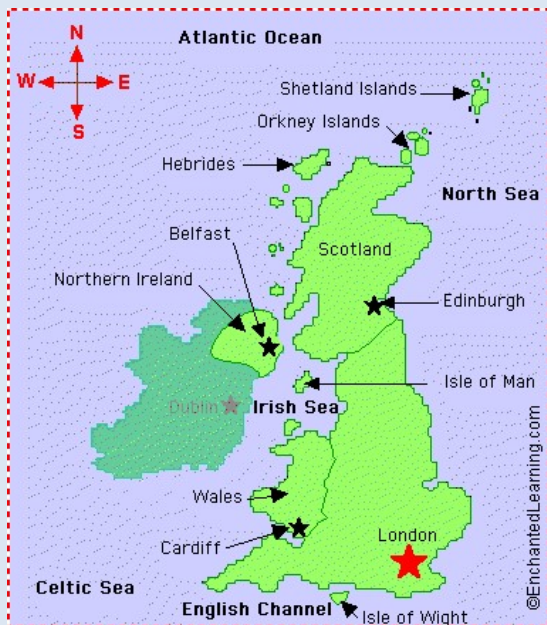 N
Atlantic Ocean
W E
S
Shetland Islands
Orkney Islands
Hebrides
North Sea
Belfast
Scotland
Northern Ireland
Edinburgh
Isle of Man
Dublin
Irish Sea
Wales
London
Cardiff
Celtic Sea
English Channel
Isle of Wight
©EnchantedLearning.com